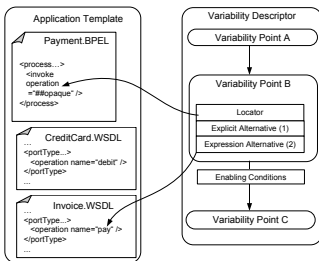 Application Template
Payment.BPEL
<process...>
<invoke
operation
="##opaque" />
</process>
CreditCard.WSDL
...
<portType...>
<operation name="debit" />
</portType>
...
Invoice.WSDL
...
<portType...>
<operation name="pay" />
</portType>
...
Variability Descriptor
Variability Point A
Variability Point B
Locator
Explicit Alternative (1)
Expression Alternative (2)
Enabling Conditions
Variability Point C